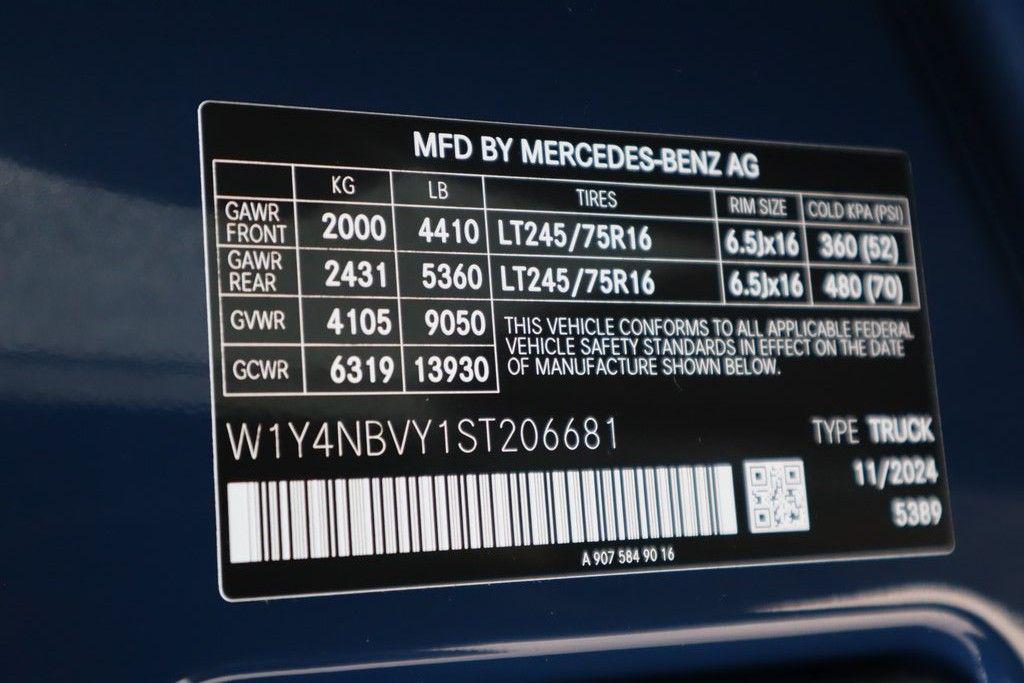 MFD BY MERCEDES-BENZ AG
KG LB TIRES RIM SIZE COLD KPA (PSI)
GAWR FRONT 2000 4410 LT245/75R16 6.5Jx16 360 (52)
GAWR REAR 2431 5360 LT245/75R16 6.5Jx16 480 (70)
GVWR 4105 9050
GCWR 6319 13930
THIS VEHICLE CONFORMS TO ALL APPLICABLE FEDERAL
VEHICLE SAFETY STANDARDS IN EFFECT ON THE DATE
OF MANUFACTURE SHOWN BELOW.
W1Y4NBVY1ST206681
TYPE TRUCK
11/2024
5389
A 907 584 90 16